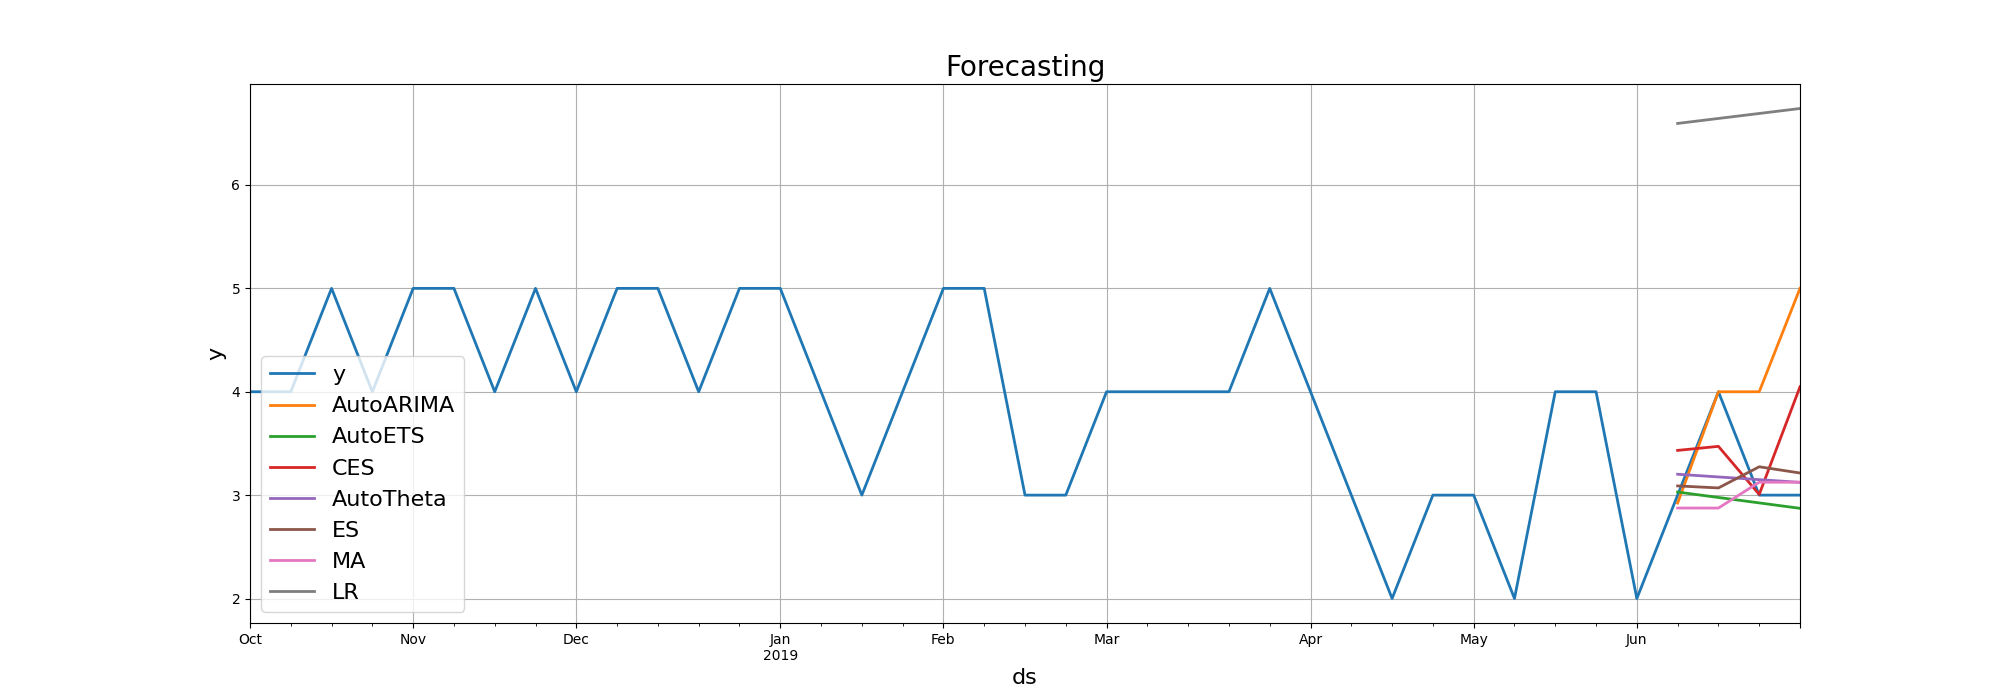 Forecasting
y
6
5
4
3
2
y
AutoARIMA
AutoETS
CES
AutoTheta
ES
MA
LR
Oct Nov Dec Jan Feb Mar Apr May Jun
2019
ds